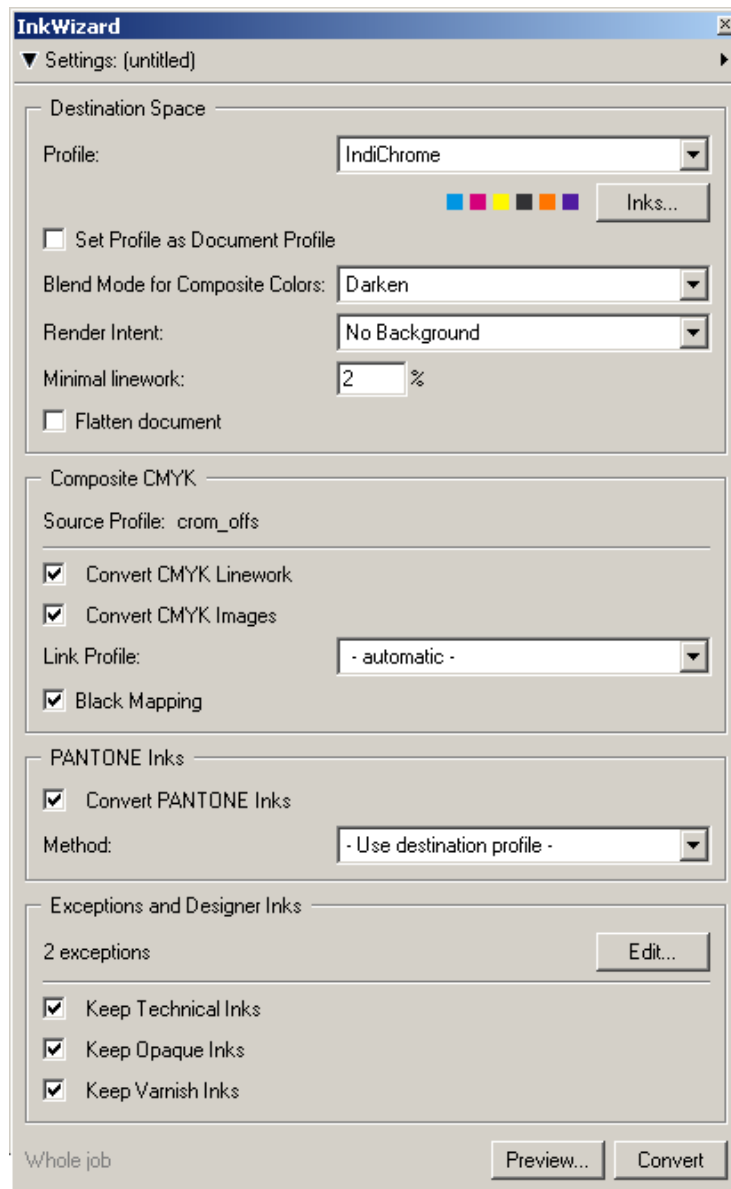 InkWizard
Settings: (untitled)
Destination Space
Profile: IndiChrome
Inks...
Set Profile as Document Profile
Blend Mode for Composite Colors: Darken
Render Intent: No Background
Minimal linework: 2 %
Flatten document
Composite CMYK
Source Profile: crom_offs
Convert CMYK Linework
Convert CMYK Images
Link Profile: - automatic -
Black Mapping
PANTONE Inks
Convert PANTONE Inks
Method: - Use destination profile -
Exceptions and Designer Inks
2 exceptions Edit...
Keep Technical Inks
Keep Opaque Inks
Keep Varnish Inks
Whole job Preview... Convert